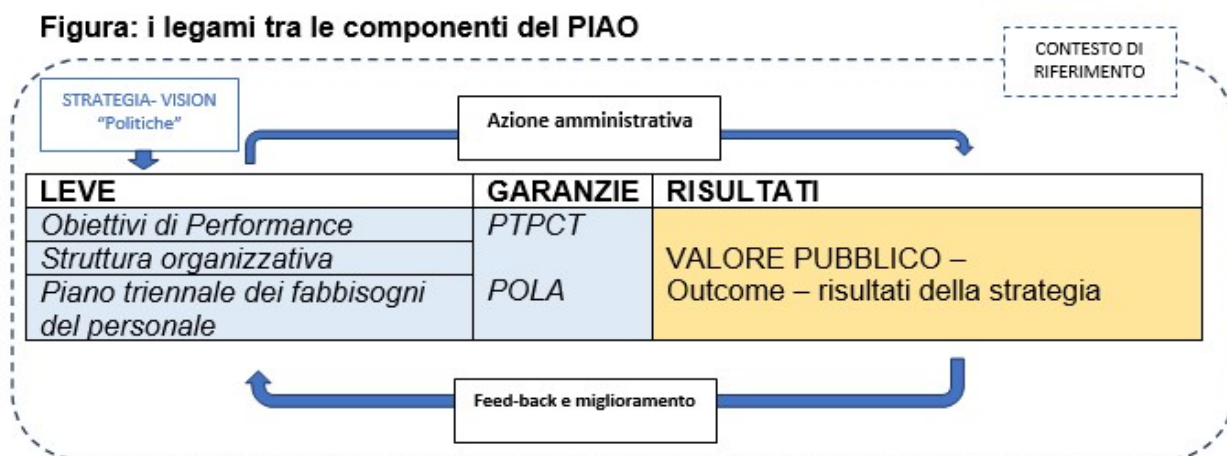 Figura: i legami tra le componenti del PIAO
CONTESTO DI
RIFERIMENTO
STRATEGIA- VISION
“Politiche”
Azione amministrativa
LEVE GARANZIE RISULTATI
Obiettivi di Performance PTPCT
Struttura organizzativa
VALORE PUBBLICO –
Piano triennale dei fabbisogni POLA
Outcome – risultati della strategia
del personale
Feed-back e miglioramento